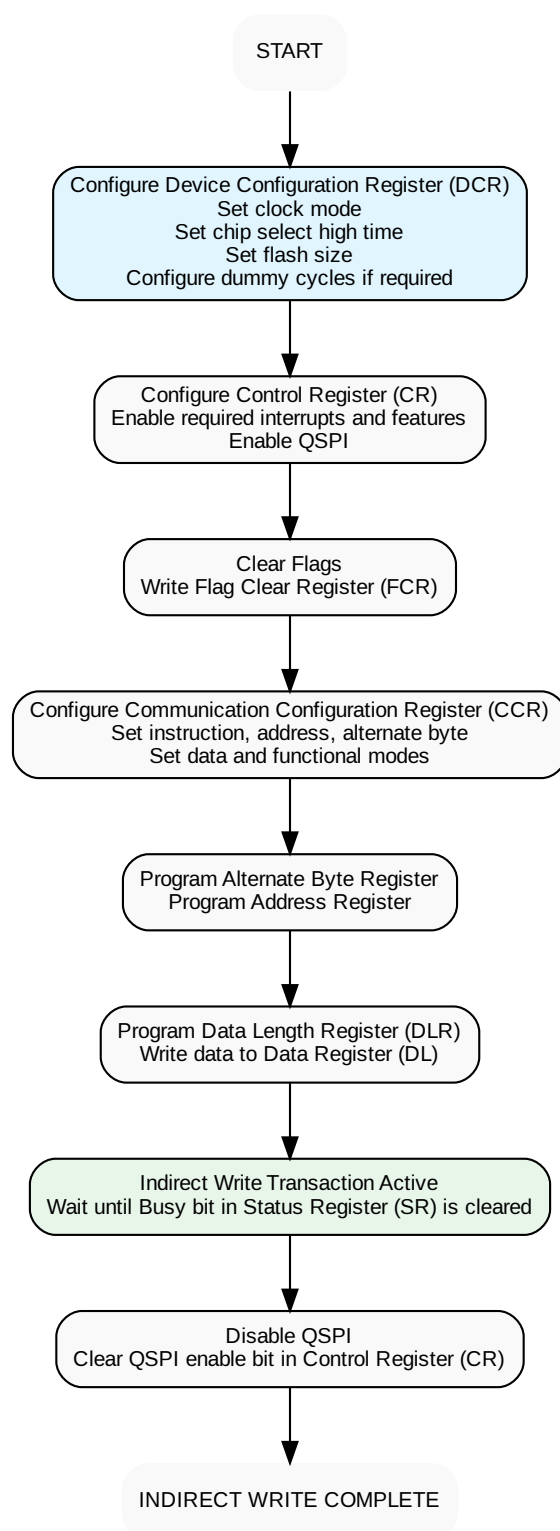 START
Configure Device Configuration Register (DCR)
Set clock mode
Set chip select high time
Set flash size
Configure dummy cycles if required
Configure Control Register (CR)
Enable required interrupts and features
Enable QSPI
Clear Flags
Write Flag Clear Register (FCR)
Configure Communication Configuration Register (CCR)
Set instruction, address, alternate byte
Set data and functional modes
Program Alternate Byte Register
Program Address Register
Program Data Length Register (DLR)
Write data to Data Register (DL)
Indirect Write Transaction Active
Wait until Busy bit in Status Register (SR) is cleared
Disable QSPI
Clear QSPI enable bit in Control Register (CR)
INDIRECT WRITE COMPLETE